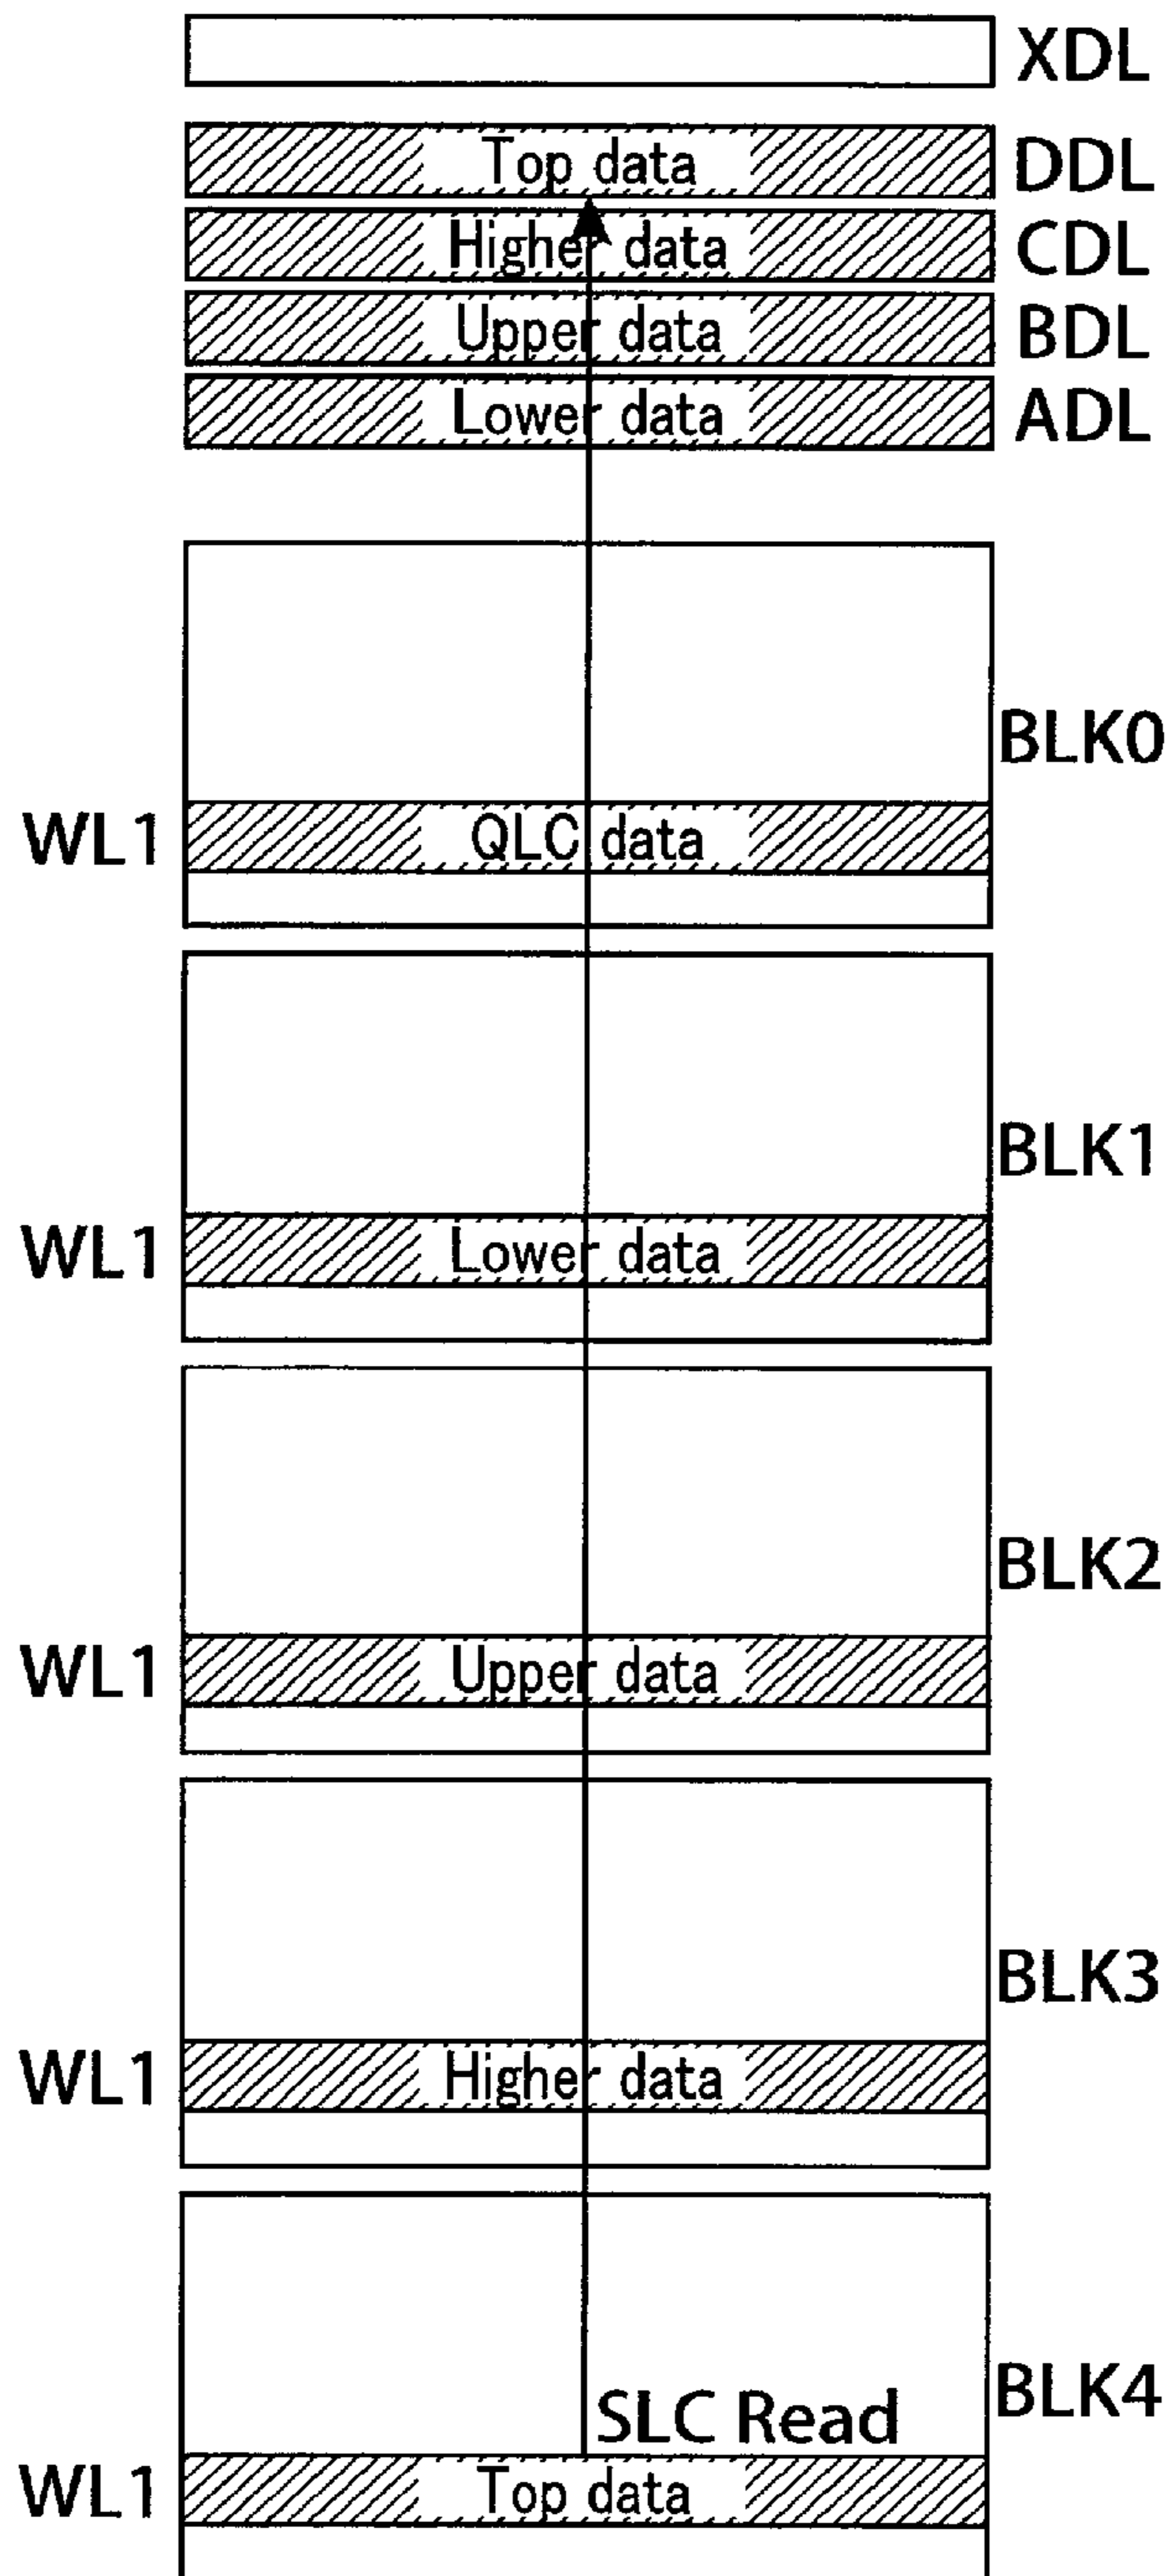 XDL
Top data DDL
Higher data CDL
Upper data BDL
Lower data ADL
BLK0
WL1 QLC data
BLK1
WL1 Lower data
BLK2
WL1 Upper data
BLK3
WL1 Higher data
BLK4
SLC Read
WL1 Top data